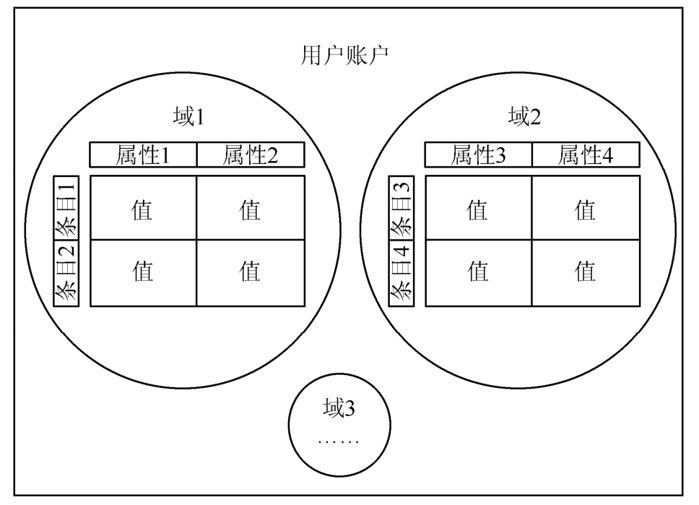 用户账户
域1
属性1 属性2
条目1 值 值
条目2 值 值
域2
属性3 属性4
条目3 值 值
条目4 值 值
域3
……